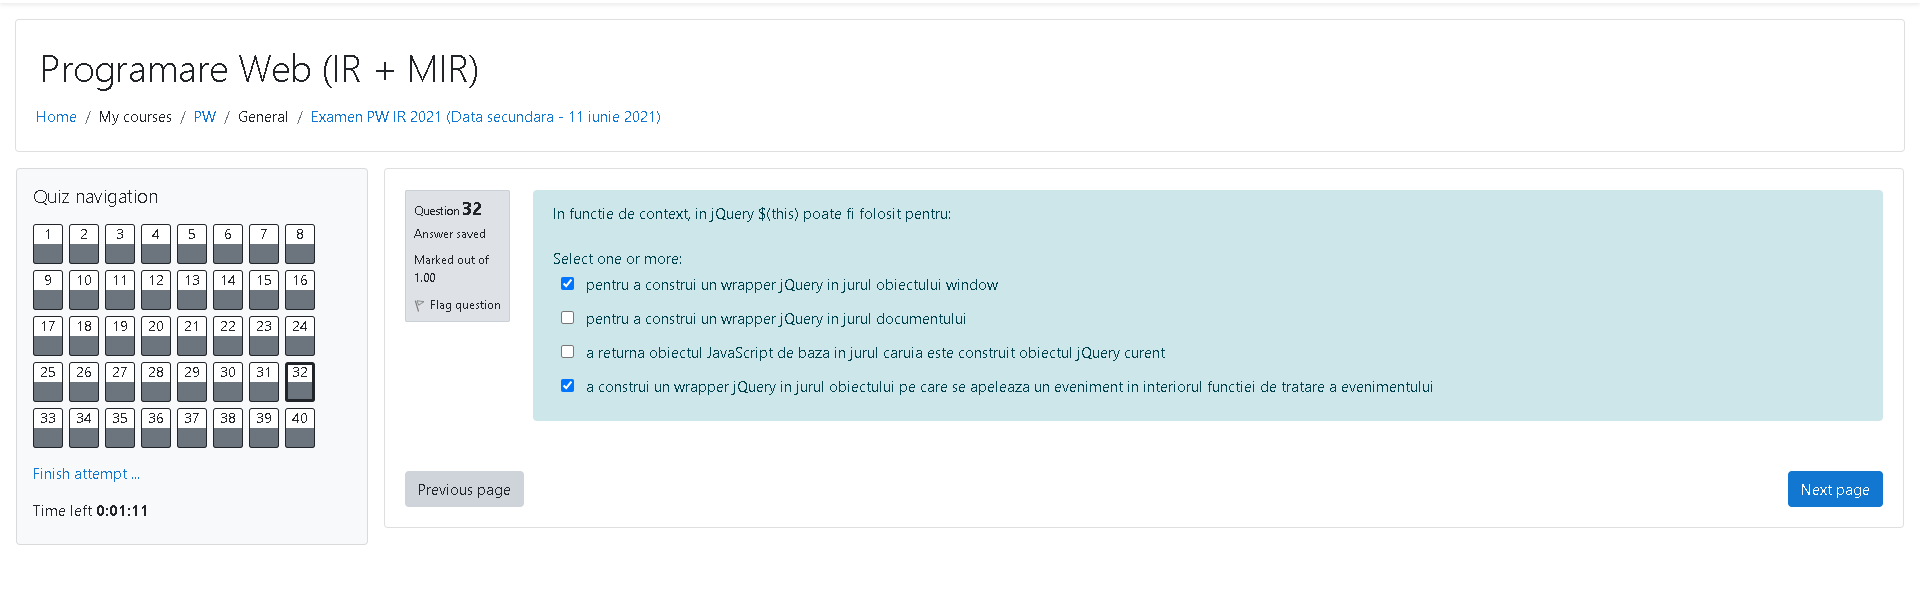 Programare Web (IR + MIR)
Home / My courses / PW / General / Examen PW IR 2021 (Data secundara - 11 iunie 2021)
Quiz navigation
1 2 3 4 5 6 7 8
9 10 11 12 13 14 15 16
17 18 19 20 21 22 23 24
25 26 27 28 29 30 31 32
33 34 35 36 37 38 39 40
Finish attempt ...
Time left 0:01:11
Question 32
Answer saved
Marked out of
1.00
Flag question
In functie de context, in jQuery $(this) poate fi folosit pentru:
Select one or more:
pentru a construi un wrapper jQuery in jurul obiectului window
pentru a construi un wrapper jQuery in jurul documentului
a returna obiectul JavaScript de baza in jurul caruia este construit obiectul jQuery curent
a construi un wrapper jQuery in jurul obiectului pe care se apeleaza un eveniment in interiorul functiei de tratare a evenimentului
Previous page
Next page